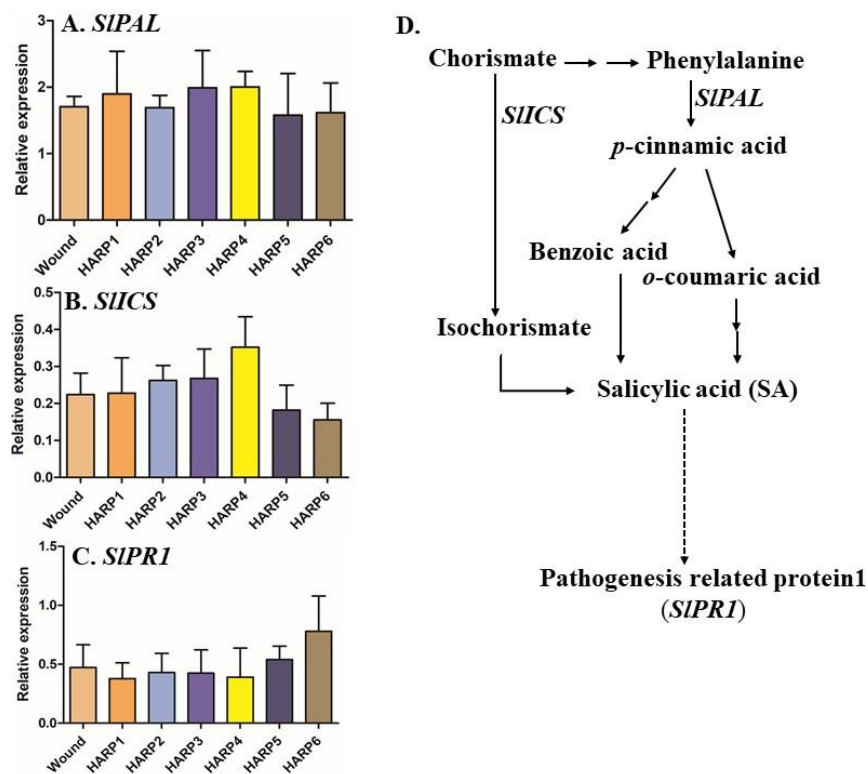 A. SlPAL
Relative expression
3
2
1
0
Wound
HARP1
HARP2
HARP3
HARP4
HARP5
HARP6
B. SlICS
Relative expression
0.5
0.4
0.3
0.2
0.1
0.0
Wound
HARP1
HARP2
HARP3
HARP4
HARP5
HARP6
C. SlPR1
Relative expression
1.5
1.0
0.5
0.0
Wound
HARP1
HARP2
HARP3
HARP4
HARP5
HARP6
D.
Chorismate
Phenylalanine
SlICS
SlPAL
p-cinnamic acid
Benzoic acid
o-coumaric acid
Isochorismate
Salicylic acid (SA)
Pathogenesis related protein1
(SlPR1)